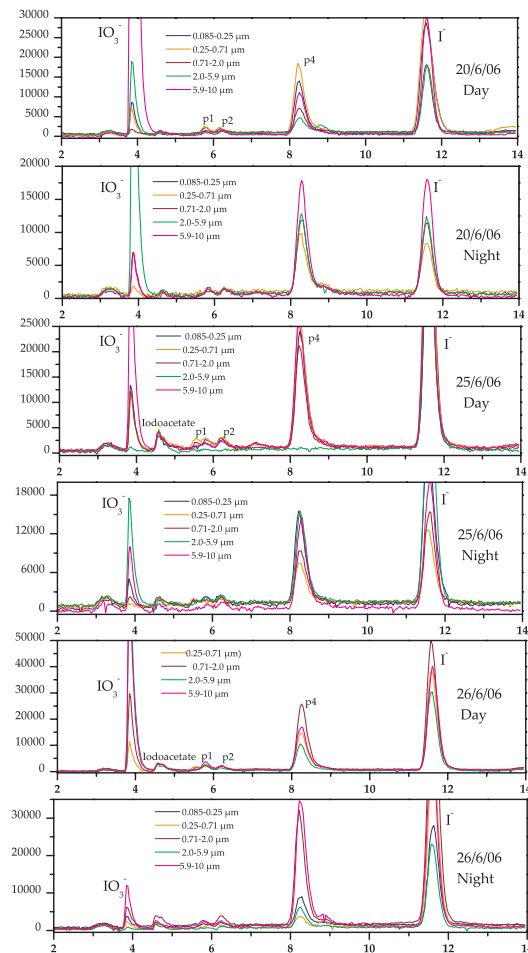 30000
25000
20000
15000
10000
5000
0
IO3-
0.085-0.25 µm
0.25-0.71 µm
0.71-2.0 µm
2.0-5.9 µm
5.9-10 µm
p1
p2
p4
I-
20/6/06
Day
2 4 6 8 10 12 14
20000
15000
10000
5000
0
IO3-
0.085-0.25 µm
0.25-0.71 µm
0.71-2.0 µm
2.0-5.9 µm
5.9-10 µm
I-
20/6/06
Night
2 4 6 8 10 12 14
25000
20000
15000
10000
5000
0
IO3-
0.085-0.25 µm
0.25-0.71 µm
0.71-2.0 µm
2.0-5.9 µm
5.9-10 µm
Iodoacetate
p1
p2
p4
I-
25/6/06
Day
2 4 6 8 10 12 14
18000
12000
6000
0
IO3-
0.085-0.25 µm
0.25-0.71 µm
0.71-2.0 µm
2.0-5.9 µm
5.9-10 µm
I-
25/6/06
Night
2 4 6 8 10 12 14
50000
40000
30000
20000
10000
0
IO3-
0.25-0.71 µm)
0.71-2.0 µm
2.0-5.9 µm
5.9-10 µm
Iodoacetate
p1
p2
p4
I-
26/6/06
Day
2 4 6 8 10 12 14
30000
20000
10000
0
IO3-
0.085-0.25 µm
0.25-0.71 µm
0.71-2.0 µm
2.0-5.9 µm
5.9-10 µm
I-
26/6/06
Night
2 4 6 8 10 12 14